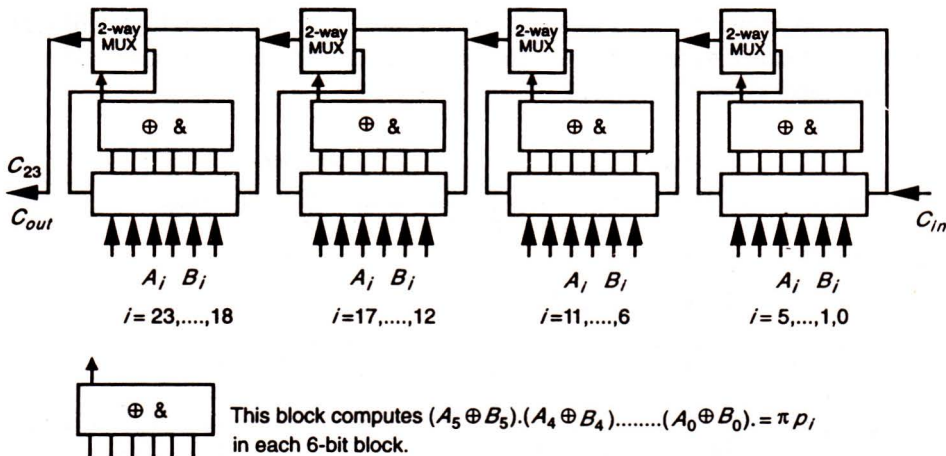 2-way MUX
2-way MUX
2-way MUX
2-way MUX
⊕ &
⊕ &
⊕ &
⊕ &
C23
Cout
Cin
Ai Bi
Ai Bi
Ai Bi
Ai Bi
i = 23,....,18
i=17,....,12
i=11,....,6
i= 5,...,1,0
⊕ &
This block computes (A5 ⊕ B5).(A4 ⊕ B4)........(A0 ⊕ B0). = π pi
in each 6-bit block.